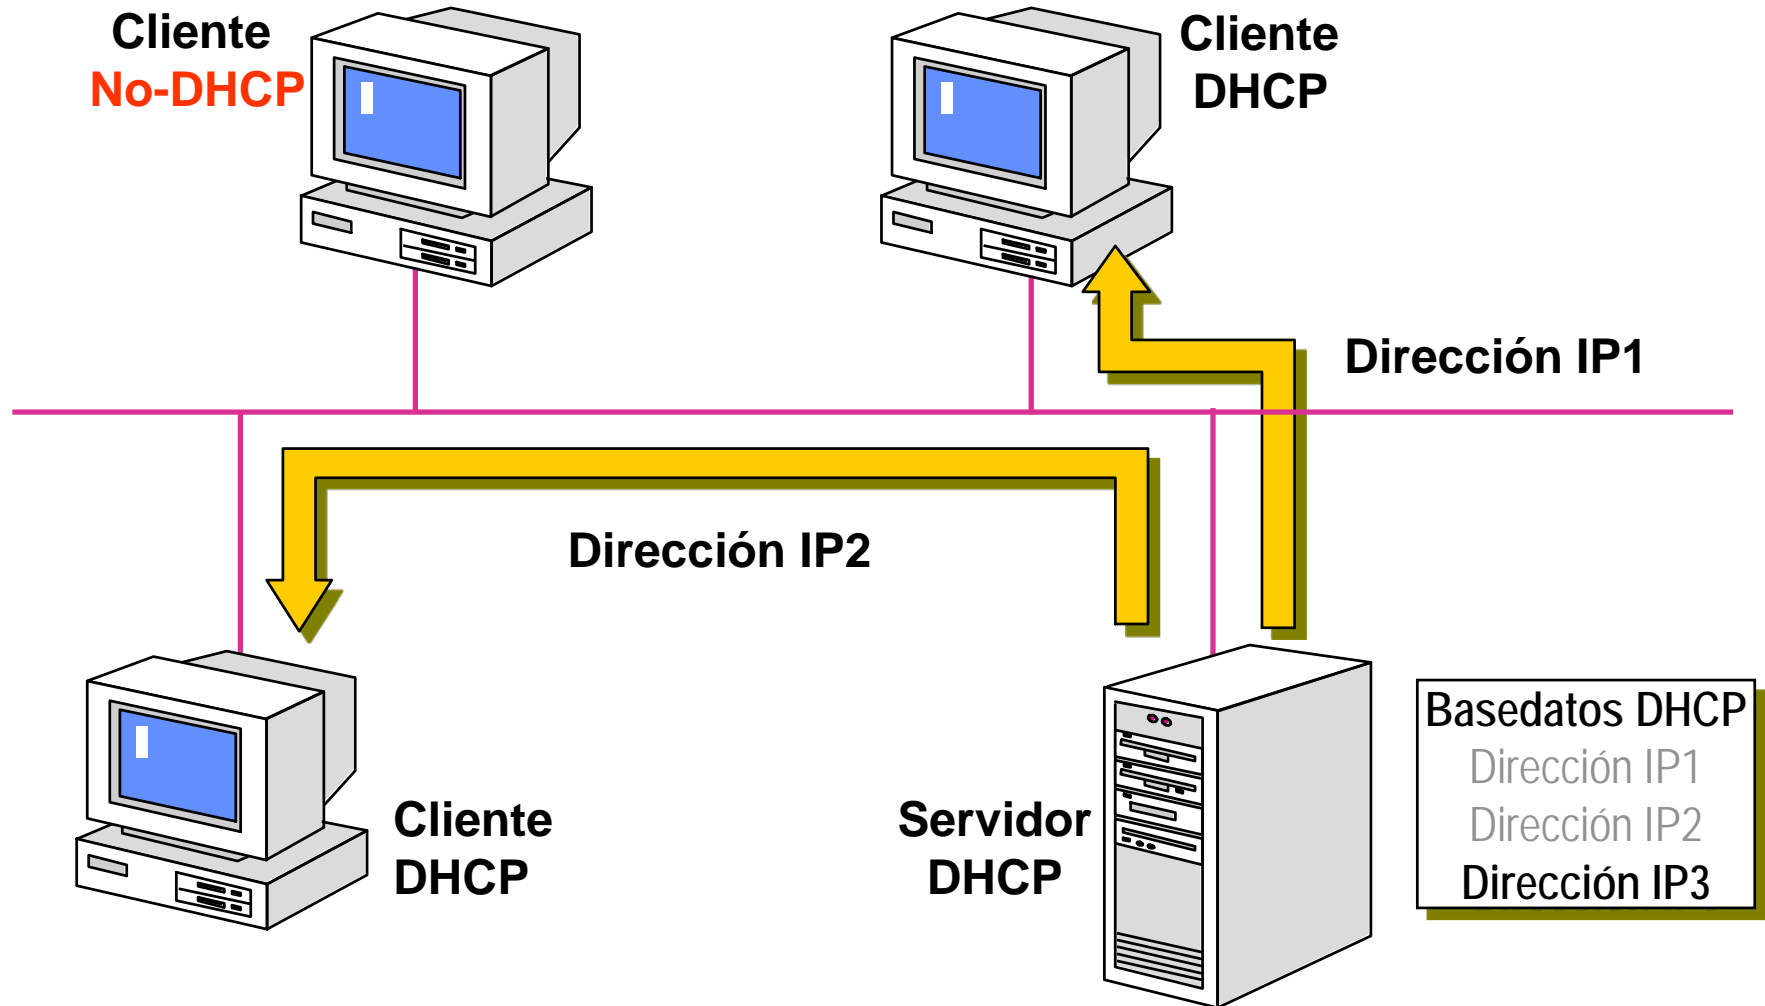 Cliente
No-DHCP
Cliente
DHCP
Dirección IP1
Dirección IP2
Cliente
DHCP
Servidor
DHCP
Basedatos DHCP
Dirección IP1
Dirección IP2
Dirección IP3